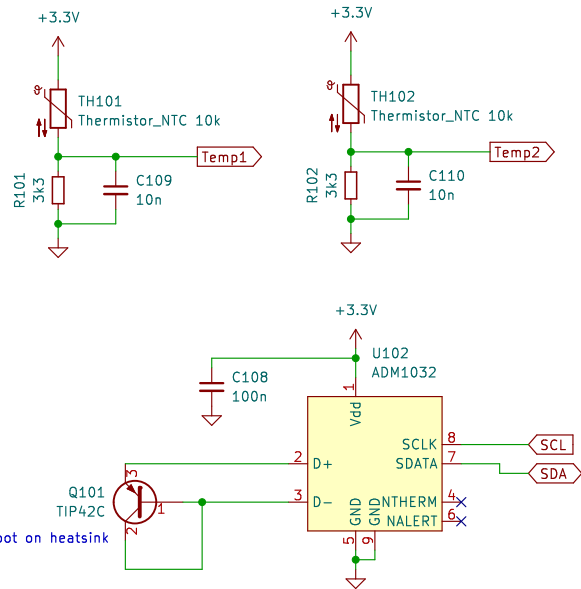 +3.3V
TH101
Thermistor_NTC 10k
Temp1
R101
3k3
C109
10n
+3.3V
TH102
Thermistor_NTC 10k
Temp2
R102
3k3
C110
10n
+3.3V
U102
ADM1032
C108
100n
1
Vdd
2 D+
3 D-
SCLK 8
SCL
SDATA 7
SDA
NTHERM 4
NALERT 6
GND
GND
5
9
Q101
TIP42C
3
1
2
on heatsink